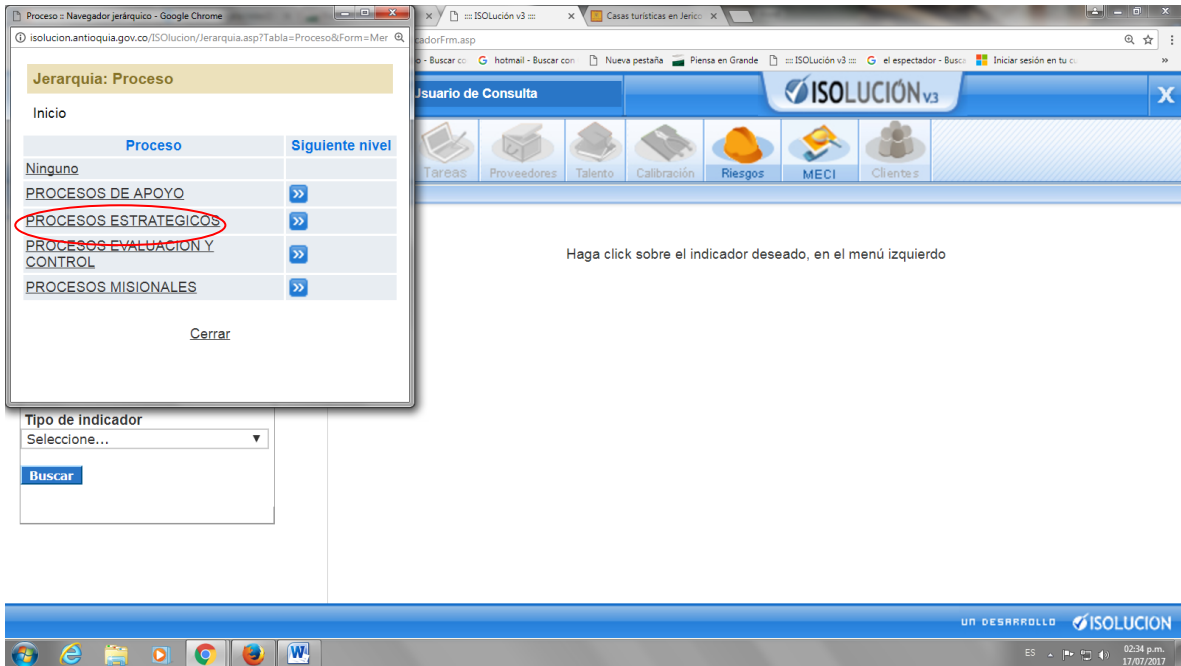 Proceso :: Navegador jerárquico - Google Chrome
isolucion.antioquia.gov.co/ISOlucion/Jerarquia.asp?Tabla=Proceso&Form=Mer
Jerarquia: Proceso
Inicio
Proceso Siguiente nivel
Ninguno
PROCESOS DE APOYO
PROCESOS ESTRATEGICOS
PROCESOS EVALUACION Y
CONTROL
PROCESOS MISIONALES
Cerrar
:::: ISOLución v3 :::: Casas turísticas en Jerico
cadorFrm.asp
o - Buscar co hotmail - Buscar con Nueva pestaña Piensa en Grande :::: ISOLución v3 :::: el espectador - Busca Iniciar sesión en tu cu
Usuario de Consulta
ISOLUCIÓN V3
X
Tareas Proveedores Talento Calibración Riesgos MECI Clientes
Haga click sobre el indicador deseado, en el menú izquierdo
Tipo de indicador
Seleccione...
Buscar
UN DESARROLLO ISOLUCION
ES 02:34 p.m.
17/07/2017